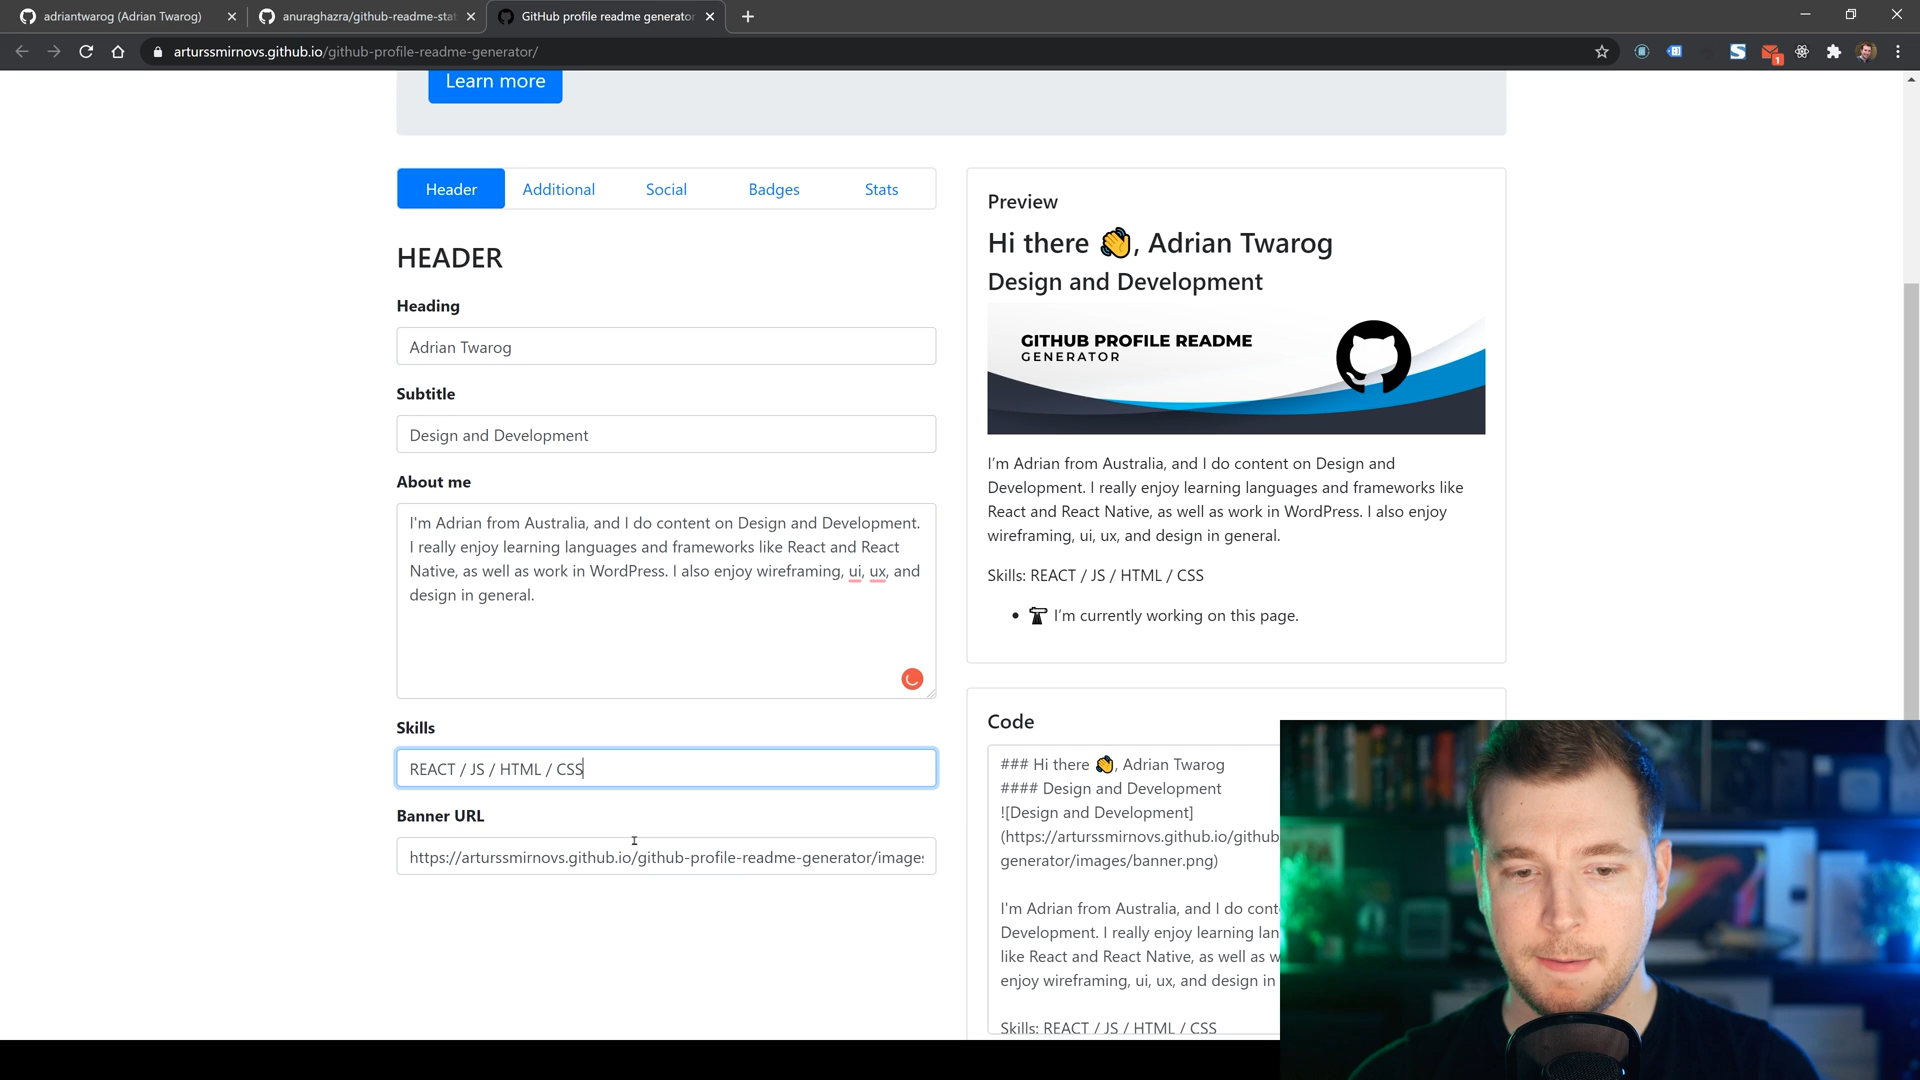 adriantwarog (Adrian Twarog)
anuraghazra/github-readme-stat
GitHub profile readme generator
arturssmirnovs.github.io/github-profile-readme-generator/
1
Learn more
Header
Additional
Social
Badges
Stats
HEADER
Heading
Adrian Twarog
Subtitle
Design and Development
About me
I'm Adrian from Australia, and I do content on Design and Development.
I really enjoy learning languages and frameworks like React and React
Native, as well as work in WordPress. I also enjoy wireframing, ui, ux, and
design in general.
Skills
REACT / JS / HTML / CSS
Banner URL
https://arturssmirnovs.github.io/github-profile-readme-generator/images
Preview
Hi there 👋, Adrian Twarog
Design and Development
GITHUB PROFILE README
GENERATOR
I’m Adrian from Australia, and I do content on Design and
Development. I really enjoy learning languages and frameworks like
React and React Native, as well as work in WordPress. I also enjoy
wireframing, ui, ux, and design in general.
Skills: REACT / JS / HTML / CSS
• 🔭 I’m currently working on this page.
Code
### Hi there 👋, Adrian Twarog
#### Design and Development
![Design and Development]
(https://arturssmirnovs.github.io/github
generator/images/banner.png)
I'm Adrian from Australia, and I do cont
Development. I really enjoy learning lan
like React and React Native, as well as w
enjoy wireframing, ui, ux, and design in
Skills: REACT / JS / HTML / CSS